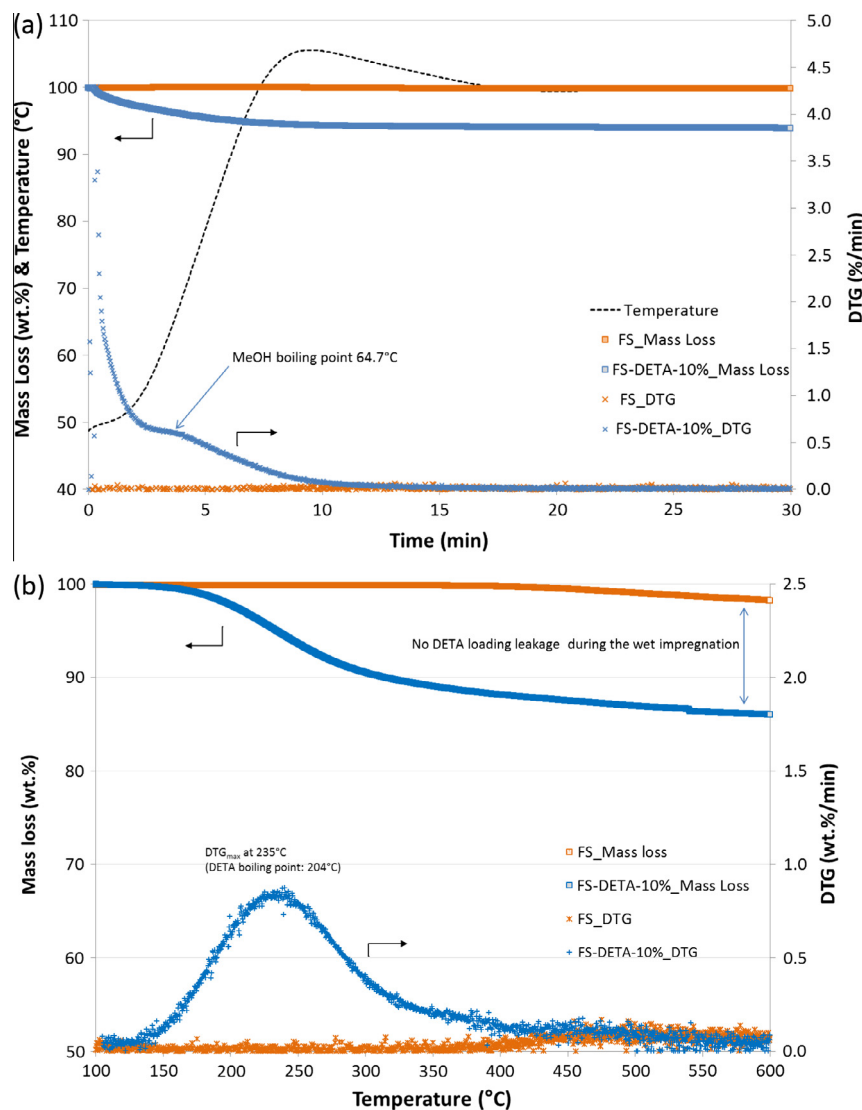 (a)
110
100
90
80
70
60
50
40
Mass Loss (wt.%) & Temperature (°C)
5.0
4.5
4.0
3.5
3.0
2.5
2.0
1.5
1.0
0.5
0.0
DTG (%/min)
Temperature
FS_Mass Loss
FS-DETA-10%_Mass Loss
FS_DTG
FS-DETA-10%_DTG
MeOH boiling point 64.7°C
0 5 10 15 20 25 30
Time (min)
(b)
100
90
80
70
60
50
Mass loss (wt.%)
2.5
2.0
1.5
1.0
0.5
0.0
DTG (wt.%/min)
No DETA loading leakage during the wet impregnation
DTGmax at 235°C
(DETA boiling point: 204°C)
FS_Mass loss
FS-DETA-10%_Mass Loss
FS_DTG
FS-DETA-10%_DTG
100 150 200 250 300 350 400 450 500 550 600
Temperature (°C)